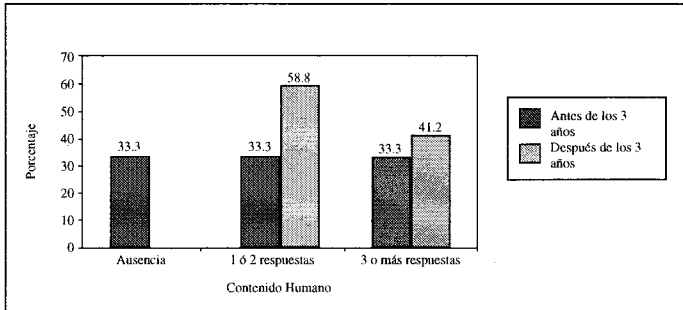 70
60
50
40
30
20
10
0
Porcentaje
33.3
33.3
58.8
33.3
41.2
Ausencia
1 ó 2 respuestas
3 o más respuestas
Contenido Humano
Antes de los 3
años
Después de los 3
años